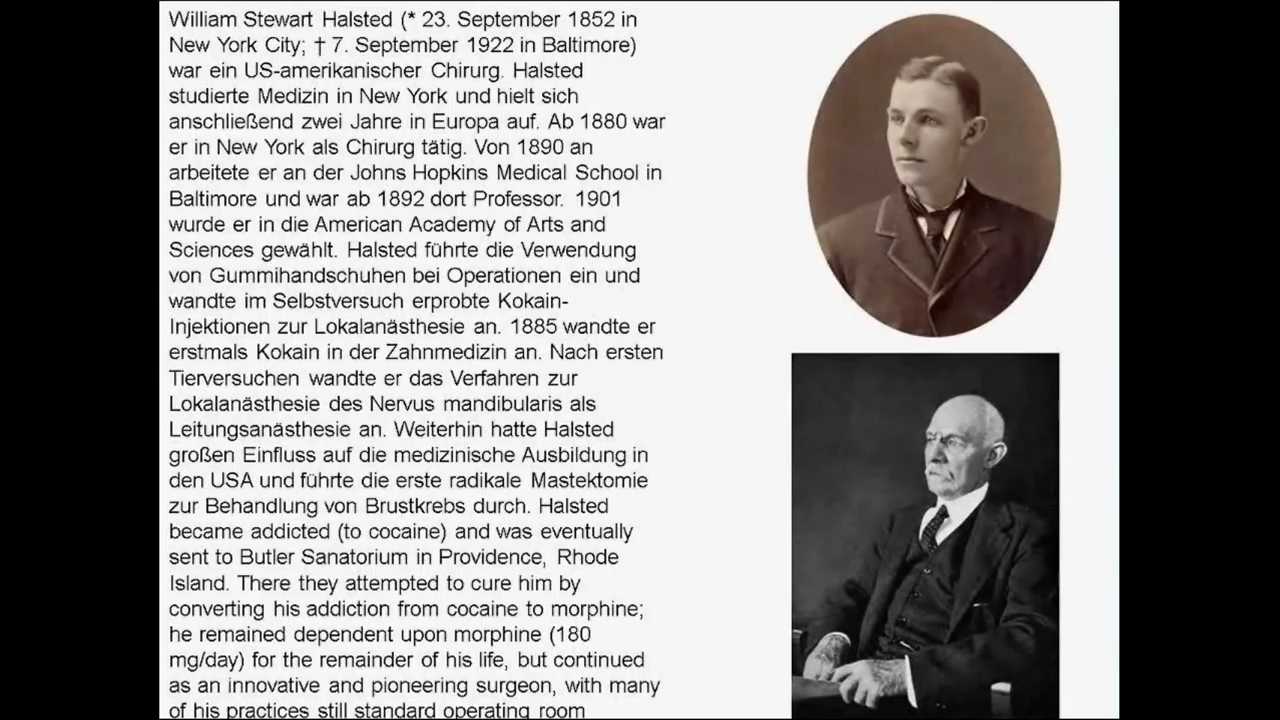 William Stewart Halsted (* 23. September 1852 in
New York City; † 7. September 1922 in Baltimore)
war ein US-amerikanischer Chirurg. Halsted
studierte Medizin in New York und hielt sich
anschließend zwei Jahre in Europa auf. Ab 1880 war
er in New York als Chirurg tätig. Von 1890 an
arbeitete er an der Johns Hopkins Medical School in
Baltimore und war ab 1892 dort Professor. 1901
wurde er in die American Academy of Arts and
Sciences gewählt. Halsted führte die Verwendung
von Gummihandschuhen bei Operationen ein und
wandte im Selbstversuch erprobte Kokain-
Injektionen zur Lokalanästhesie an. 1885 wandte er
erstmals Kokain in der Zahnmedizin an. Nach ersten
Tierversuchen wandte er das Verfahren zur
Lokalanästhesie des Nervus mandibularis als
Leitungsanästhesie an. Weiterhin hatte Halsted
großen Einfluss auf die medizinische Ausbildung in
den USA und führte die erste radikale Mastektomie
zur Behandlung von Brustkrebs durch. Halsted
became addicted (to cocaine) and was eventually
sent to Butler Sanatorium in Providence, Rhode
Island. There they attempted to cure him by
converting his addiction from cocaine to morphine;
he remained dependent upon morphine (180
mg/day) for the remainder of his life, but continued
as an innovative and pioneering surgeon, with many
of his practices still standard operating room